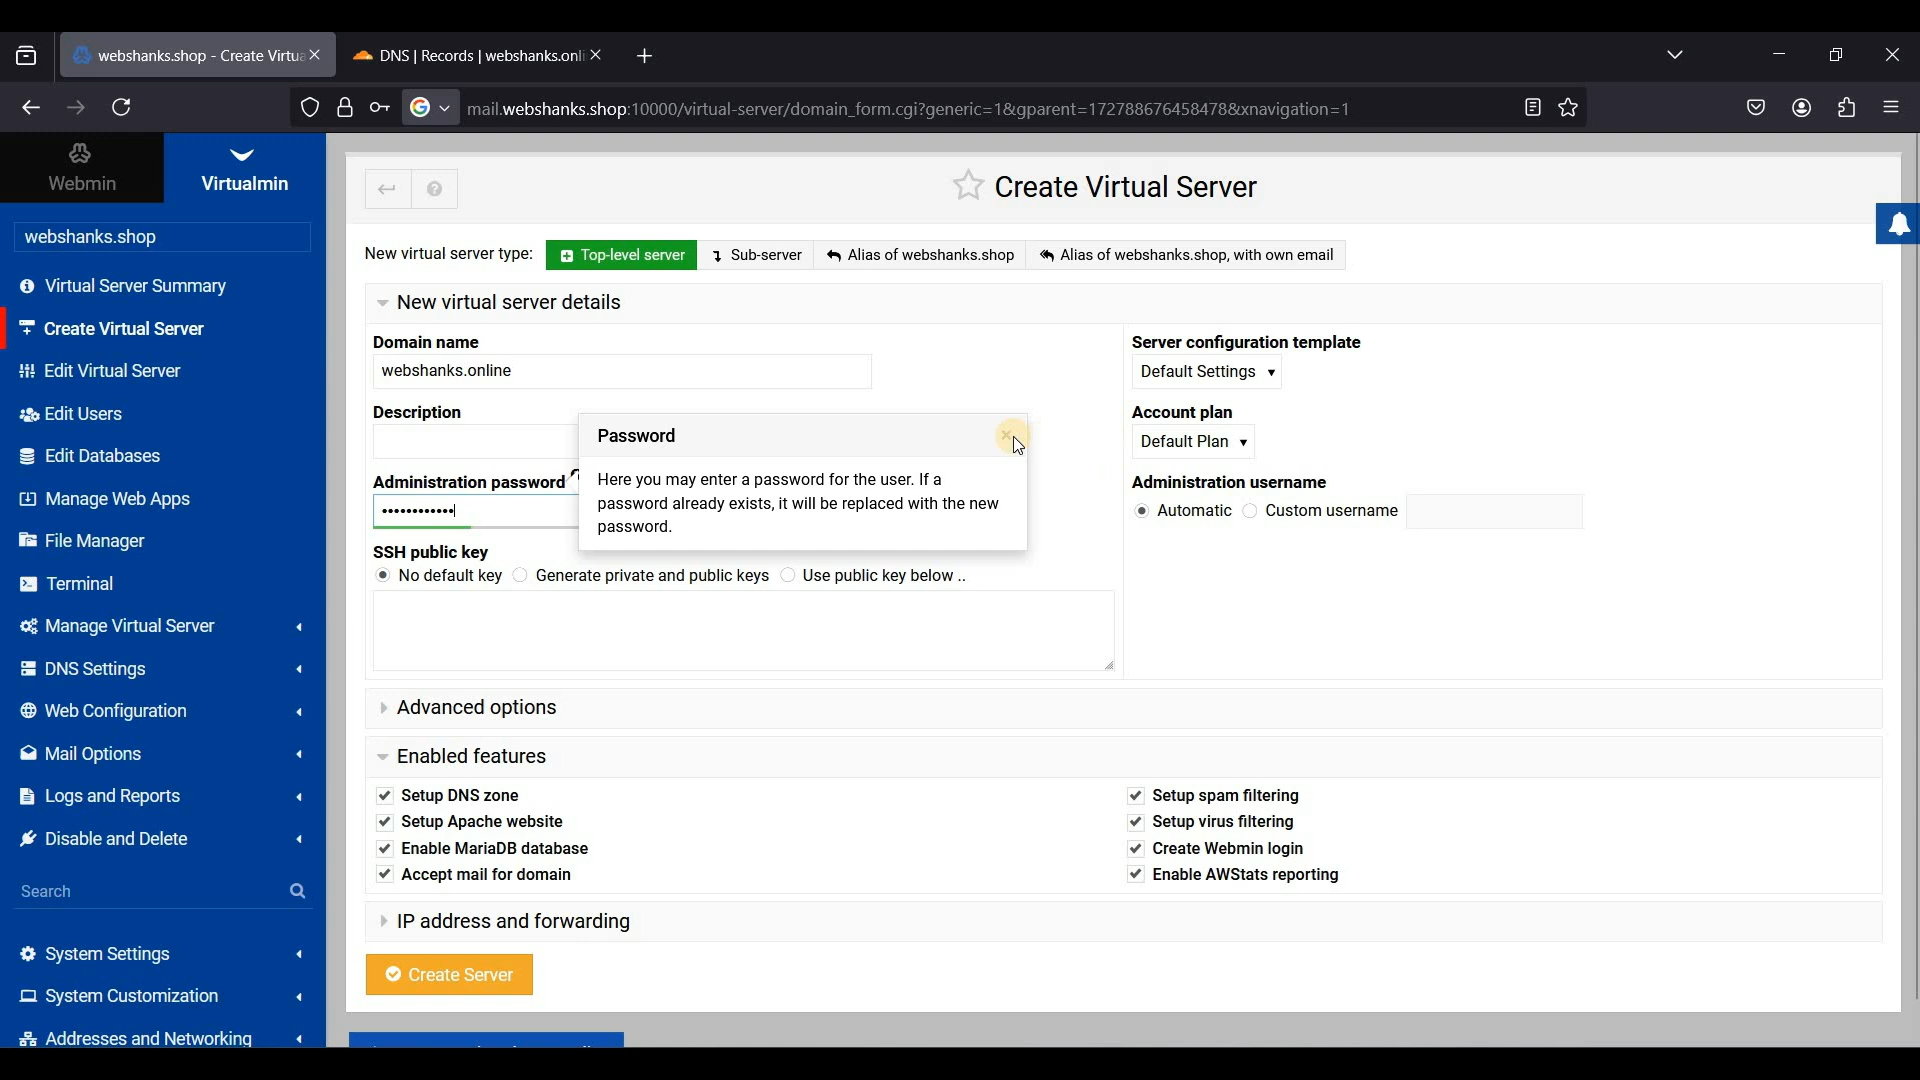 webshanks.shop - Create Virtua
DNS | Records | webshanks.onli
mail.webshanks.shop:10000/virtual-server/domain_form.cgi?generic=1&gparent=172788676458478&xnavigation=1
Webmin
Virtualmin
webshanks.shop
Virtual Server Summary
Create Virtual Server
Edit Virtual Server
Edit Users
Edit Databases
Manage Web Apps
File Manager
Terminal
Manage Virtual Server
DNS Settings
Web Configuration
Mail Options
Logs and Reports
Disable and Delete
Search
System Settings
System Customization
Addresses and Networking
Create Virtual Server
New virtual server type:
Top-level server
Sub-server
Alias of webshanks.shop
Alias of webshanks.shop, with own email
New virtual server details
Domain name
webshanks.online
Description
Administration password
Password
Here you may enter a password for the user. If a
password already exists, it will be replaced with the new
password.
SSH public key
No default key
Generate private and public keys
Use public key below ..
Server configuration template
Default Settings
Account plan
Default Plan
Administration username
Automatic
Custom username
Advanced options
Enabled features
Setup DNS zone
Setup Apache website
Enable MariaDB database
Accept mail for domain
Setup spam filtering
Setup virus filtering
Create Webmin login
Enable AWStats reporting
IP address and forwarding
Create Server